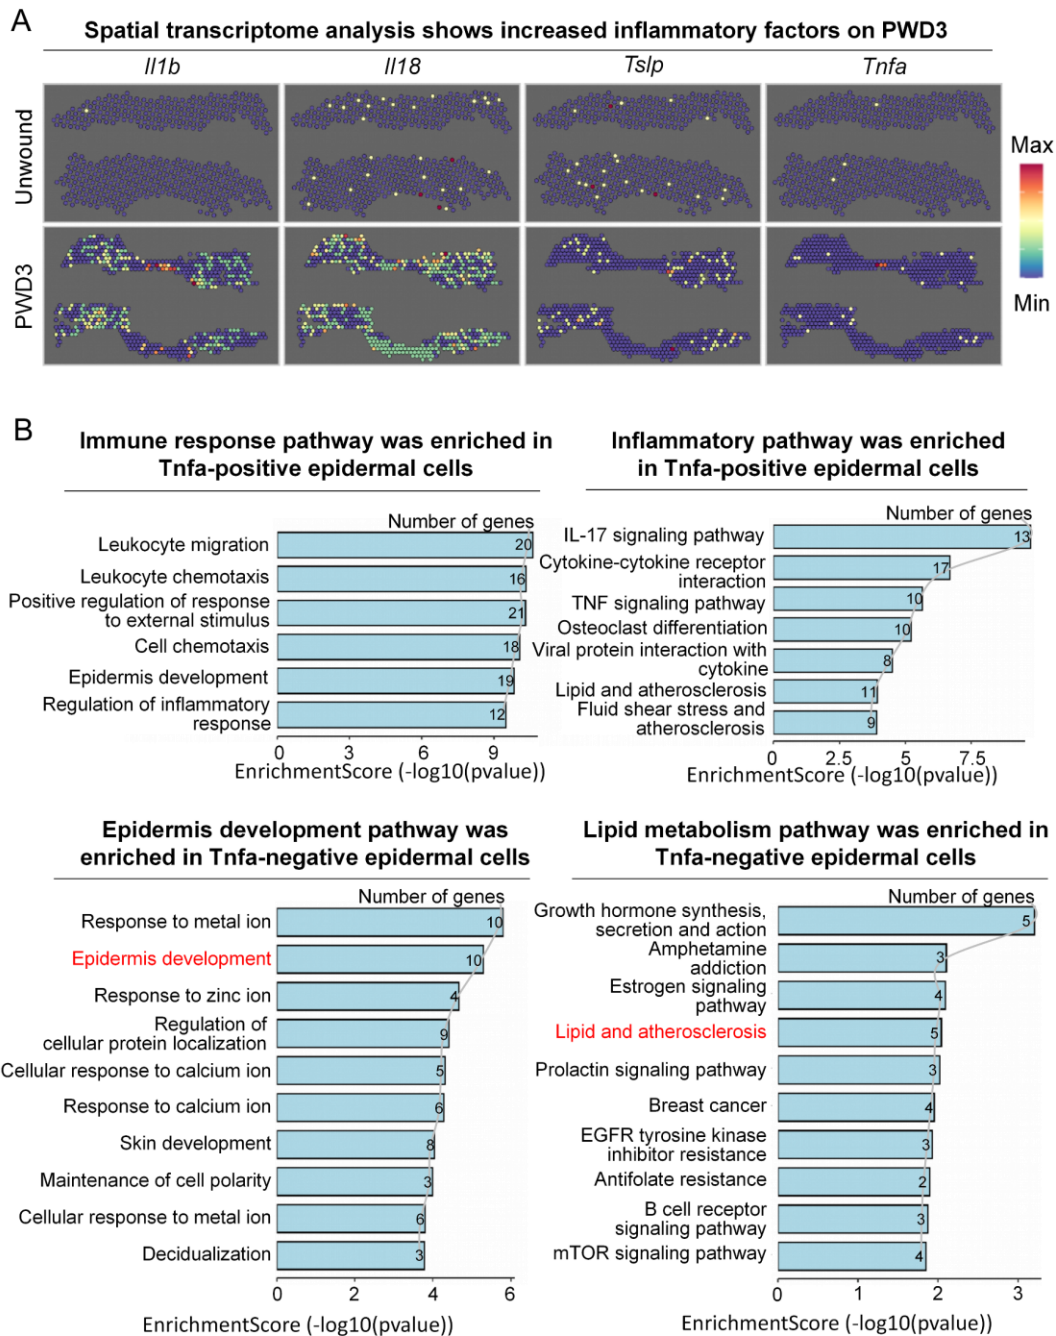 A
Spatial transcriptome analysis shows increased inflammatory factors on PWD3
Il1b Il18 Tslp Tnfa
Unwound
PWD3
Max
Min
B
Immune response pathway was enriched in
Tnfa-positive epidermal cells
Number of genes
Leukocyte migration 20
Leukocyte chemotaxis 16
Positive regulation of response
to external stimulus 21
Cell chemotaxis 18
Epidermis development 19
Regulation of inflammatory
response 12
0 3 6 9
EnrichmentScore (-log10(pvalue))
Inflammatory pathway was enriched
in Tnfa-positive epidermal cells
Number of genes
IL-17 signaling pathway 13
Cytokine-cytokine receptor
interaction 17
TNF signaling pathway 10
Osteoclast differentiation 10
Viral protein interaction with
cytokine 8
Lipid and atherosclerosis 11
Fluid shear stress and
atherosclerosis 9
0 2.5 5 7.5
EnrichmentScore (-log10(pvalue))
Epidermis development pathway was
enriched in Tnfa-negative epidermal cells
Number of genes
Response to metal ion 10
Epidermis development 10
Response to zinc ion 4
Regulation of
cellular protein localization 9
Cellular response to calcium ion 5
Response to calcium ion 6
Skin development 8
Maintenance of cell polarity 3
Cellular response to metal ion 6
Decidualization 3
0 2 4 6
EnrichmentScore (-log10(pvalue))
Lipid metabolism pathway was enriched in
Tnfa-negative epidermal cells
Number of genes
Growth hormone synthesis,
secretion and action 5
Amphetamine
addiction 3
Estrogen signaling
pathway 4
Lipid and atherosclerosis 5
Prolactin signaling pathway 3
Breast cancer 4
EGFR tyrosine kinase
inhibitor resistance 3
Antifolate resistance 2
B cell receptor
signaling pathway 3
mTOR signaling pathway 4
0 1 2 3
EnrichmentScore (-log10(pvalue))